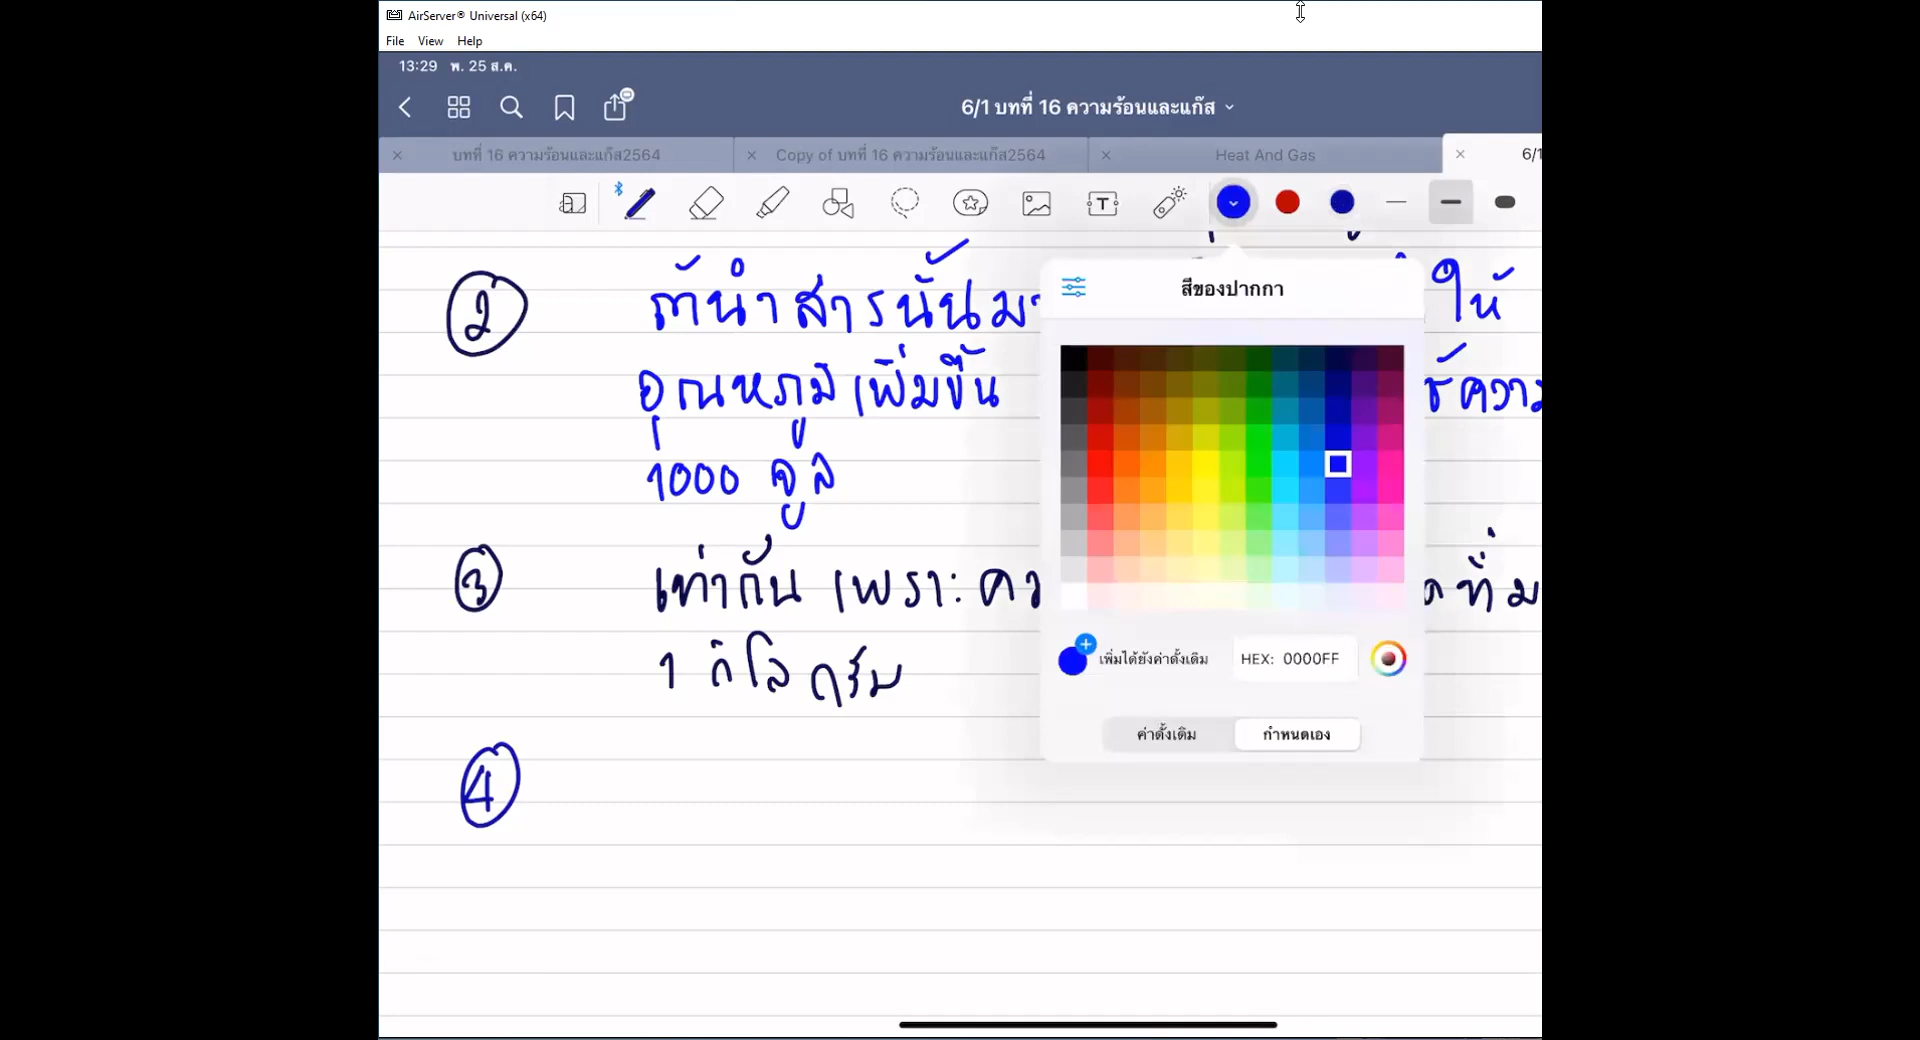 AirServer® Universal (x64)
File View Help
13:29 พ. 25 ส.ค.
6/1 บทที่ 16 ความร้อนและแก๊ส
บทที่ 16 ความร้อนและแก๊ส2564
Copy of บทที่ 16 ความร้อนและแก๊ส2564
Heat And Gas
6/1
T
2 ถ้านำสารนั้นมา ให้
อุณหภูมิเพิ่มขึ้น
1000 จูล
3 เท่ากัน เพราะ ที่ม
1 กิโลกรัม
4
สีของปากกา
เพิ่มได้ยังค่าดั้งเดิม HEX: 0000FF
ค่าดั้งเดิม กำหนดเอง